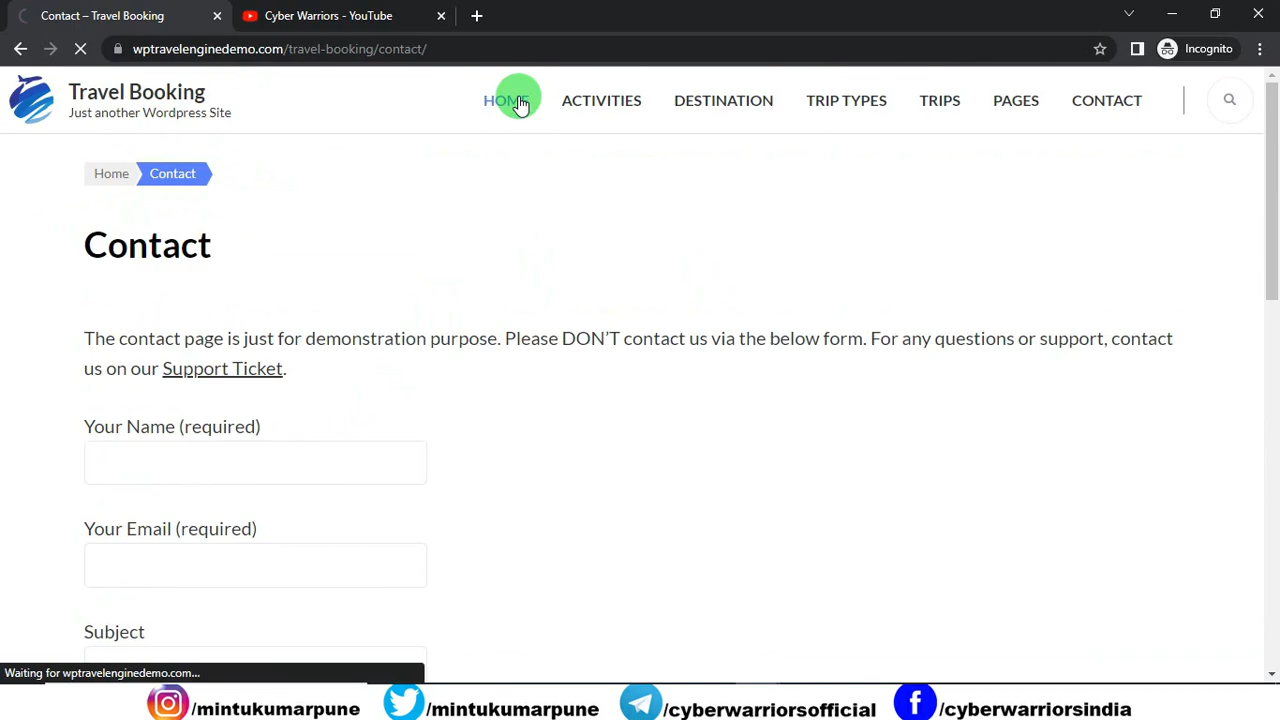 Contact – Travel Booking
Cyber Warriors - YouTube
wptravelenginedemo.com/travel-booking/contact/
Incognito
Travel Booking
Just another Wordpress Site
HOME
ACTIVITIES
DESTINATION
TRIP TYPES
TRIPS
PAGES
CONTACT
Home
Contact
Contact
The contact page is just for demonstration purpose. Please DON’T contact us via the below form. For any questions or support, contact
us on our Support Ticket.
Your Name (required)
Your Email (required)
Subject
Waiting for wptravelenginedemo.com...
/mintukumarpune
/mintukumarpune
/cyberwarriorsofficial
/cyberwarriorsindia